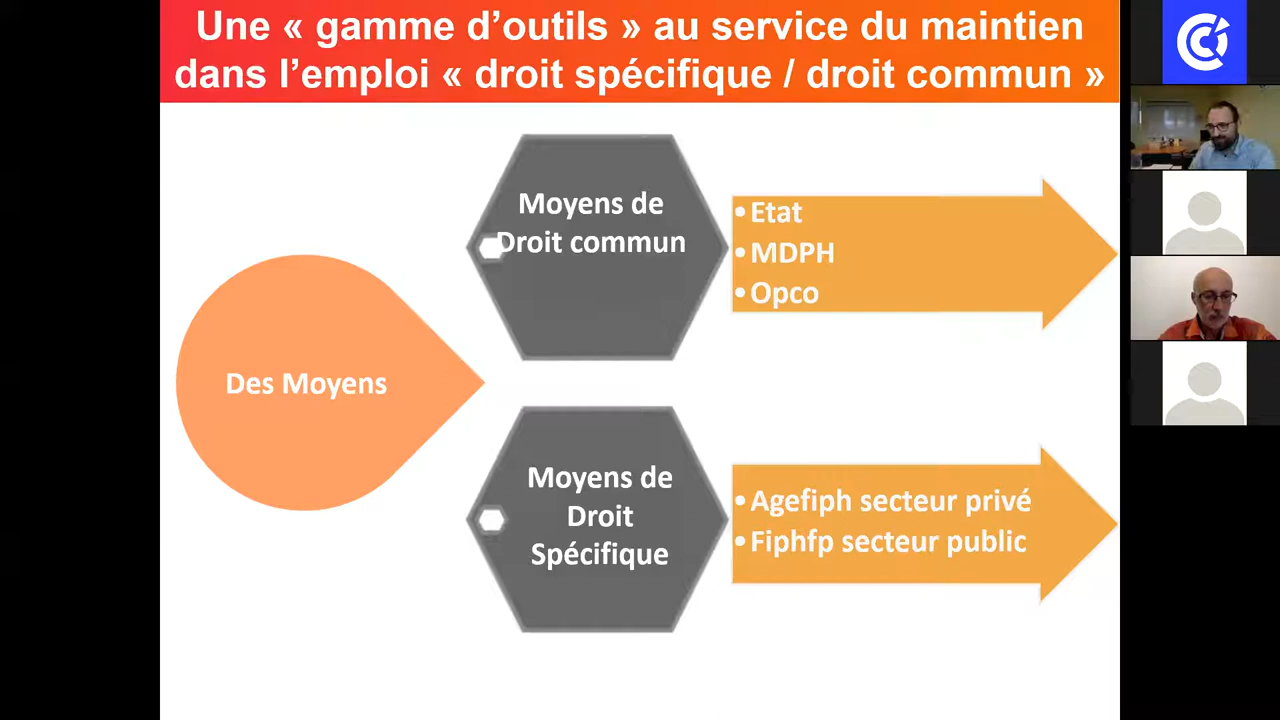 Une « gamme d’outils » au service du maintien
dans l’emploi « droit spécifique / droit commun »
Des Moyens
Moyens de
Droit commun
•Etat
•MDPH
•Opco
Moyens de
Droit
Spécifique
•Agefiph secteur privé
•Fiphfp secteur public